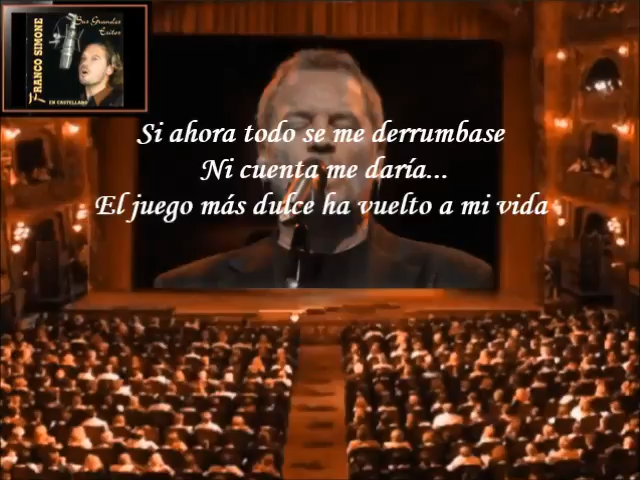 Sus Grandes
Exitos
FRANCO SIMONE
EN CASTELLANO
Si ahora todo se me derrumbase
Ni cuenta me daría...
El juego más dulce ha vuelto a mi vida